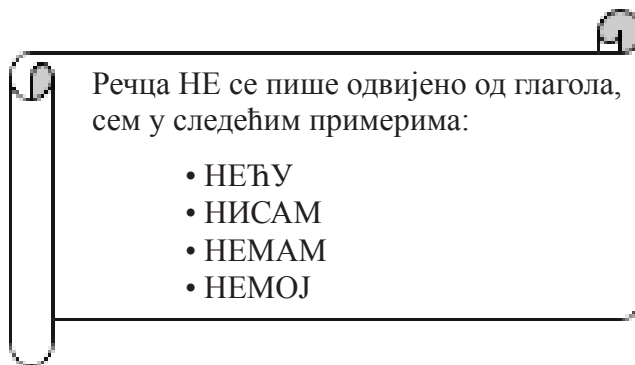 Речца НЕ се пише одвијено од глагола,
сем у следећим примерима:
• НЕЋУ
• НИСАМ
• НЕМАМ
• НЕМОЈ